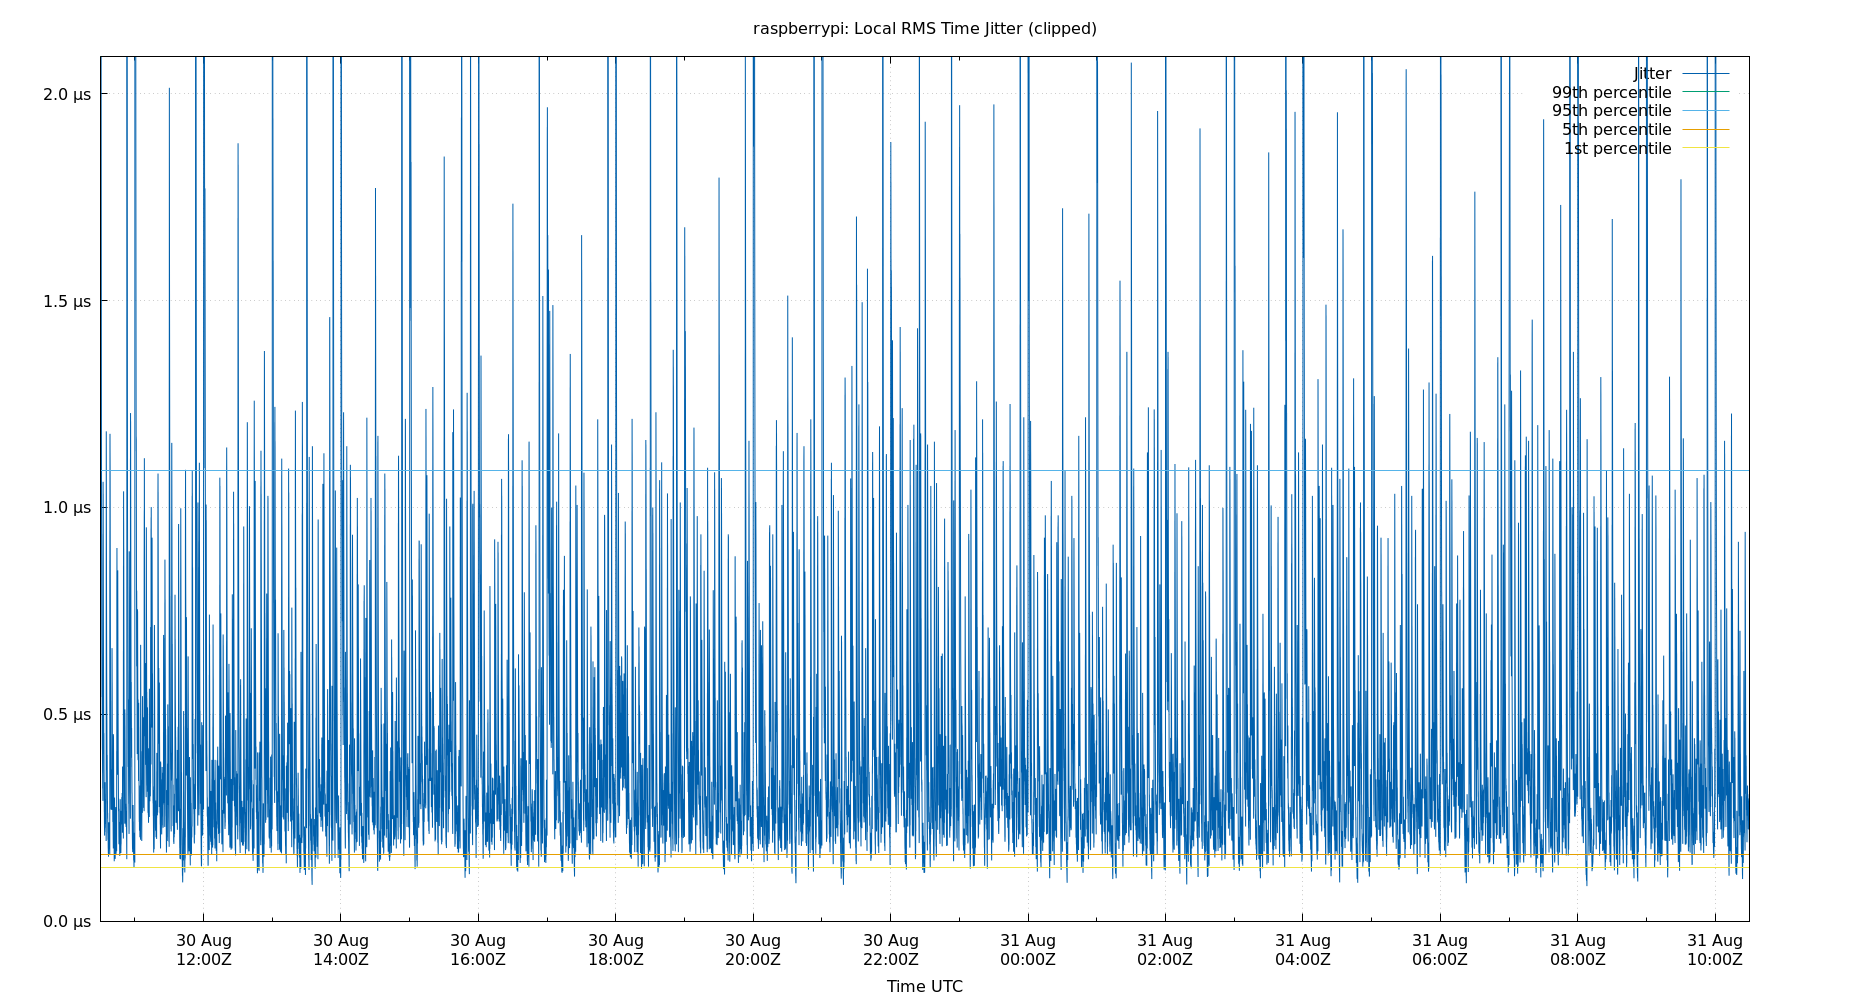 raspberrypi: Local RMS Time Jitter (clipped)
Jitter
99th percentile
95th percentile
5th percentile
1st percentile
2.0 µs
1.5 µs
1.0 µs
0.5 µs
0.0 µs
30 Aug 30 Aug 30 Aug 30 Aug 30 Aug 30 Aug 31 Aug 31 Aug 31 Aug 31 Aug 31 Aug 31 Aug
12:00Z 14:00Z 16:00Z 18:00Z 20:00Z 22:00Z 00:00Z 02:00Z 04:00Z 06:00Z 08:00Z 10:00Z
Time UTC